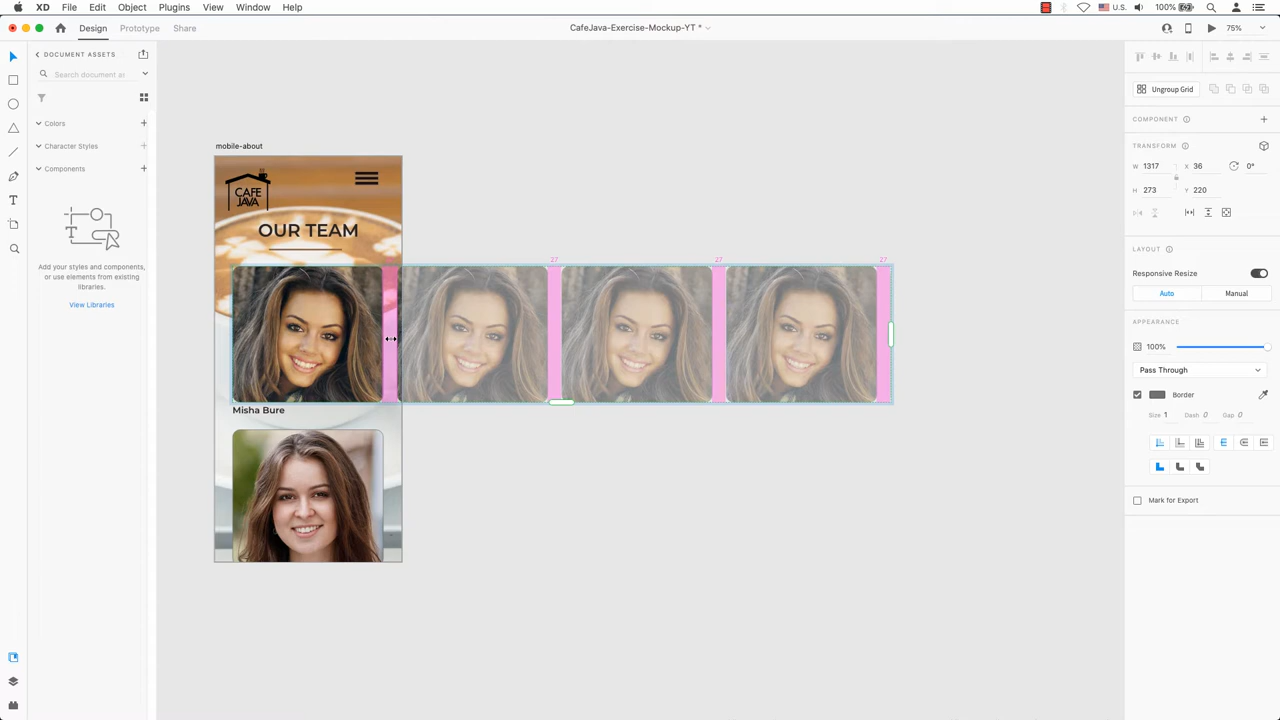 XD File Edit Object Plugins View Window Help
U.S. 100%
Design Prototype Share
CafeJava-Exercise-Mockup-YT *
75%
DOCUMENT ASSETS
Search document as
Colors
Character Styles
Components
Add your styles and components,
or use elements from existing
libraries.
View Libraries
mobile-about
CAFE
JAVA
OUR TEAM
27 27 27
Misha Bure
Ungroup Grid
COMPONENT
TRANSFORM
W 1317 X 36 0°
H 273 Y 220
LAYOUT
Responsive Resize
Auto Manual
APPEARANCE
100%
Pass Through
Border
Size 1 Dash 0 Gap 0
Mark for Export